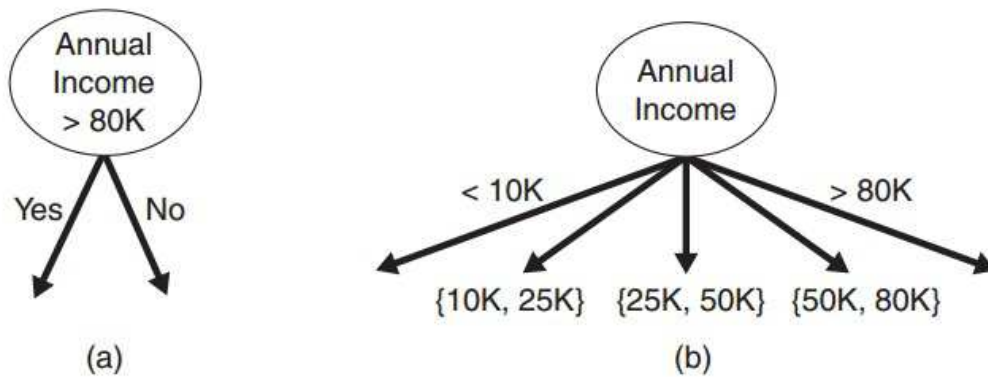 Annual
Income
> 80K
Yes
No
(a)
Annual
Income
< 10K
> 80K
{10K, 25K}
{25K, 50K}
{50K, 80K}
(b)